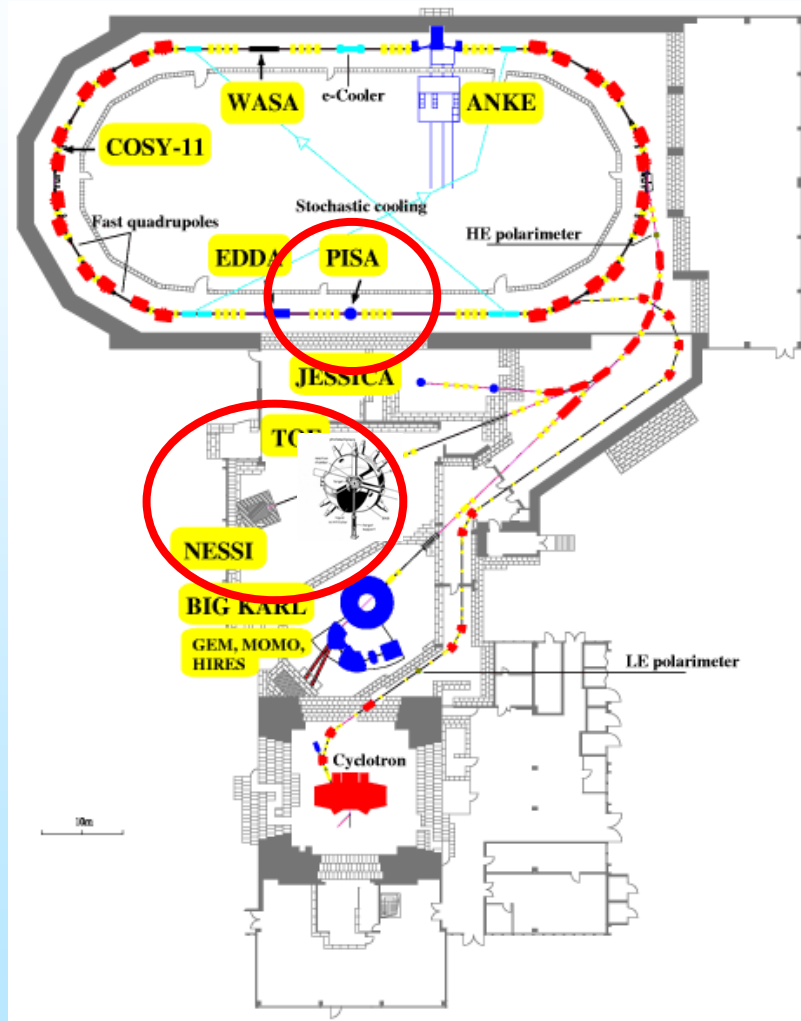 WASA
e-Cooler
ANKE
COSY-11
Stochastic cooling
Fast quadrupoles
HE polarimeter
EDDA
PISA
JESSICA
TOF
NESSI
BIG KARL
GEM, MOMO,
HIRES
LE polarimeter
Cyclotron
10m